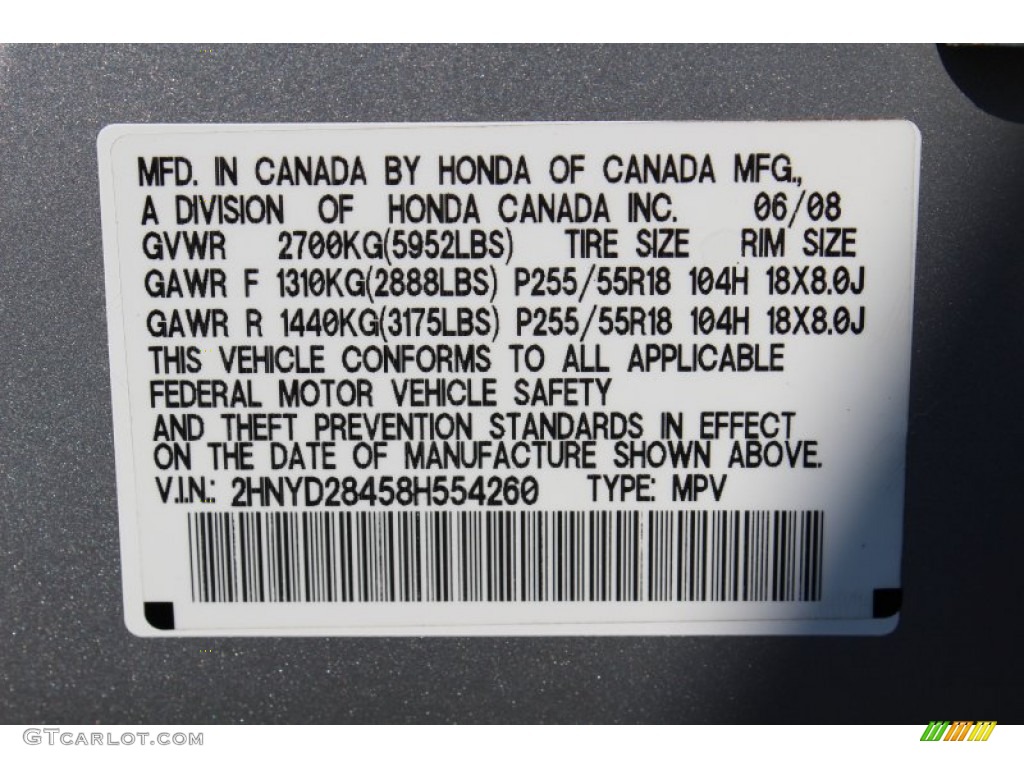 MFD. IN CANADA BY HONDA OF CANADA MFG.,
A DIVISION OF HONDA CANADA INC. 06/08
GVWR 2700KG(5952LBS) TIRE SIZE RIM SIZE
GAWR F 1310KG(2888LBS) P255/55R18 104H 18X8.0J
GAWR R 1440KG(3175LBS) P255/55R18 104H 18X8.0J
THIS VEHICLE CONFORMS TO ALL APPLICABLE
FEDERAL MOTOR VEHICLE SAFETY
AND THEFT PREVENTION STANDARDS IN EFFECT
ON THE DATE OF MANUFACTURE SHOWN ABOVE.
V.I.N.: 2HNYD28458H554260 TYPE: MPV
GTCARLOT.COM